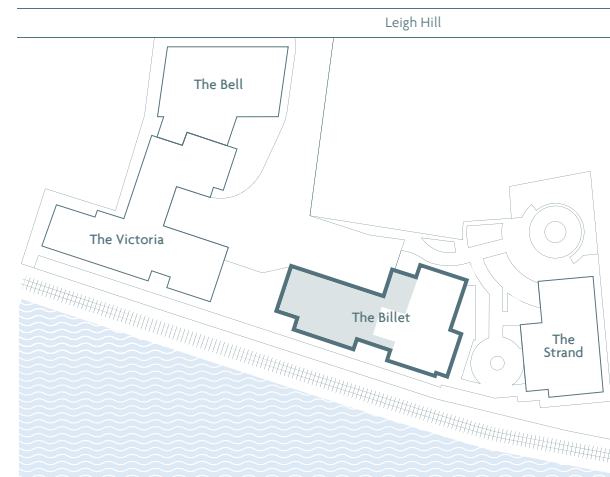 Leigh Hill
The Bell
The Victoria
The Billet
The
Strand